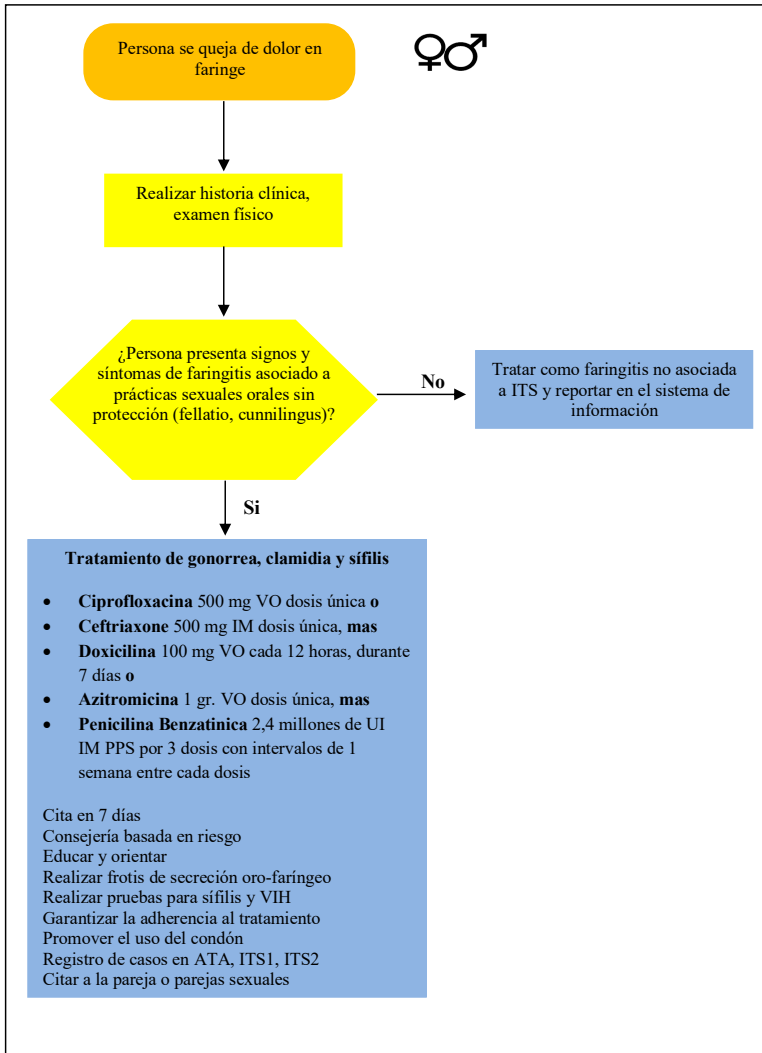 Persona se queja de dolor en
faringe
♀♂
Realizar historia clínica,
examen físico
¿Persona presenta signos y
síntomas de faringitis asociado a
prácticas sexuales orales sin
protección (fellatio, cunnilingus)?
No
Tratar como faringitis no asociada
a ITS y reportar en el sistema de
información
Si
Tratamiento de gonorrea, clamidia y sífilis
• Ciprofloxacina 500 mg VO dosis única o
• Ceftriaxone 500 mg IM dosis única, mas
• Doxicilina 100 mg VO cada 12 horas, durante
7 días o
• Azitromicina 1 gr. VO dosis única, mas
• Penicilina Benzatinica 2,4 millones de UI
IM PPS por 3 dosis con intervalos de 1
semana entre cada dosis
Cita en 7 días
Consejería basada en riesgo
Educar y orientar
Realizar frotis de secreción oro-faríngeo
Realizar pruebas para sífilis y VIH
Garantizar la adherencia al tratamiento
Promover el uso del condón
Registro de casos en ATA, ITS1, ITS2
Citar a la pareja o parejas sexuales